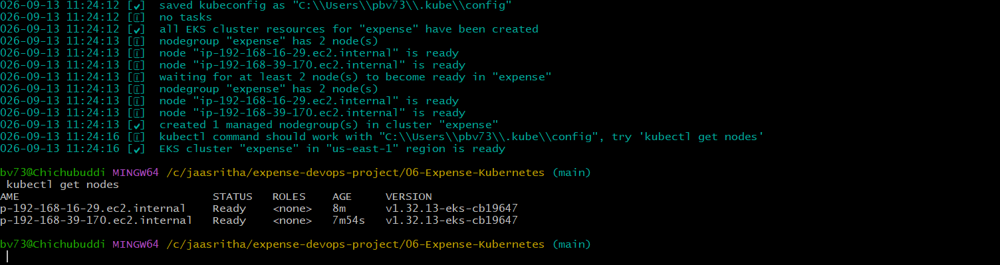 026-09-13 11:24:12 [✔]  saved kubeconfig as "C:\\Users\\pbv73\\.kube\\config"
026-09-13 11:24:12 [ℹ]  no tasks
026-09-13 11:24:12 [✔]  all EKS cluster resources for "expense" have been created
026-09-13 11:24:13 [ℹ]  nodegroup "expense" has 2 node(s)
026-09-13 11:24:13 [ℹ]  node "ip-192-168-16-29.ec2.internal" is ready
026-09-13 11:24:13 [ℹ]  node "ip-192-168-39-170.ec2.internal" is ready
026-09-13 11:24:13 [ℹ]  waiting for at least 2 node(s) to become ready in "expense"
026-09-13 11:24:13 [ℹ]  nodegroup "expense" has 2 node(s)
026-09-13 11:24:13 [ℹ]  node "ip-192-168-16-29.ec2.internal" is ready
026-09-13 11:24:13 [ℹ]  node "ip-192-168-39-170.ec2.internal" is ready
026-09-13 11:24:13 [✔]  created 1 managed nodegroup(s) in cluster "expense"
026-09-13 11:24:16 [ℹ]  kubectl command should work with "C:\\Users\\pbv73\\.kube\\config", try 'kubectl get nodes'
026-09-13 11:24:16 [✔]  EKS cluster "expense" in "us-east-1" region is ready
bv73@Chichubuddi MINGW64 /c/jaasritha/expense-devops-project/06-Expense-Kubernetes (main)
kubectl get nodes
AME                             STATUS   ROLES    AGE     VERSION
p-192-168-16-29.ec2.internal    Ready    <none>   8m      v1.32.13-eks-cb19647
p-192-168-39-170.ec2.internal   Ready    <none>   7m54s   v1.32.13-eks-cb19647
bv73@Chichubuddi MINGW64 /c/jaasritha/expense-devops-project/06-Expense-Kubernetes (main)